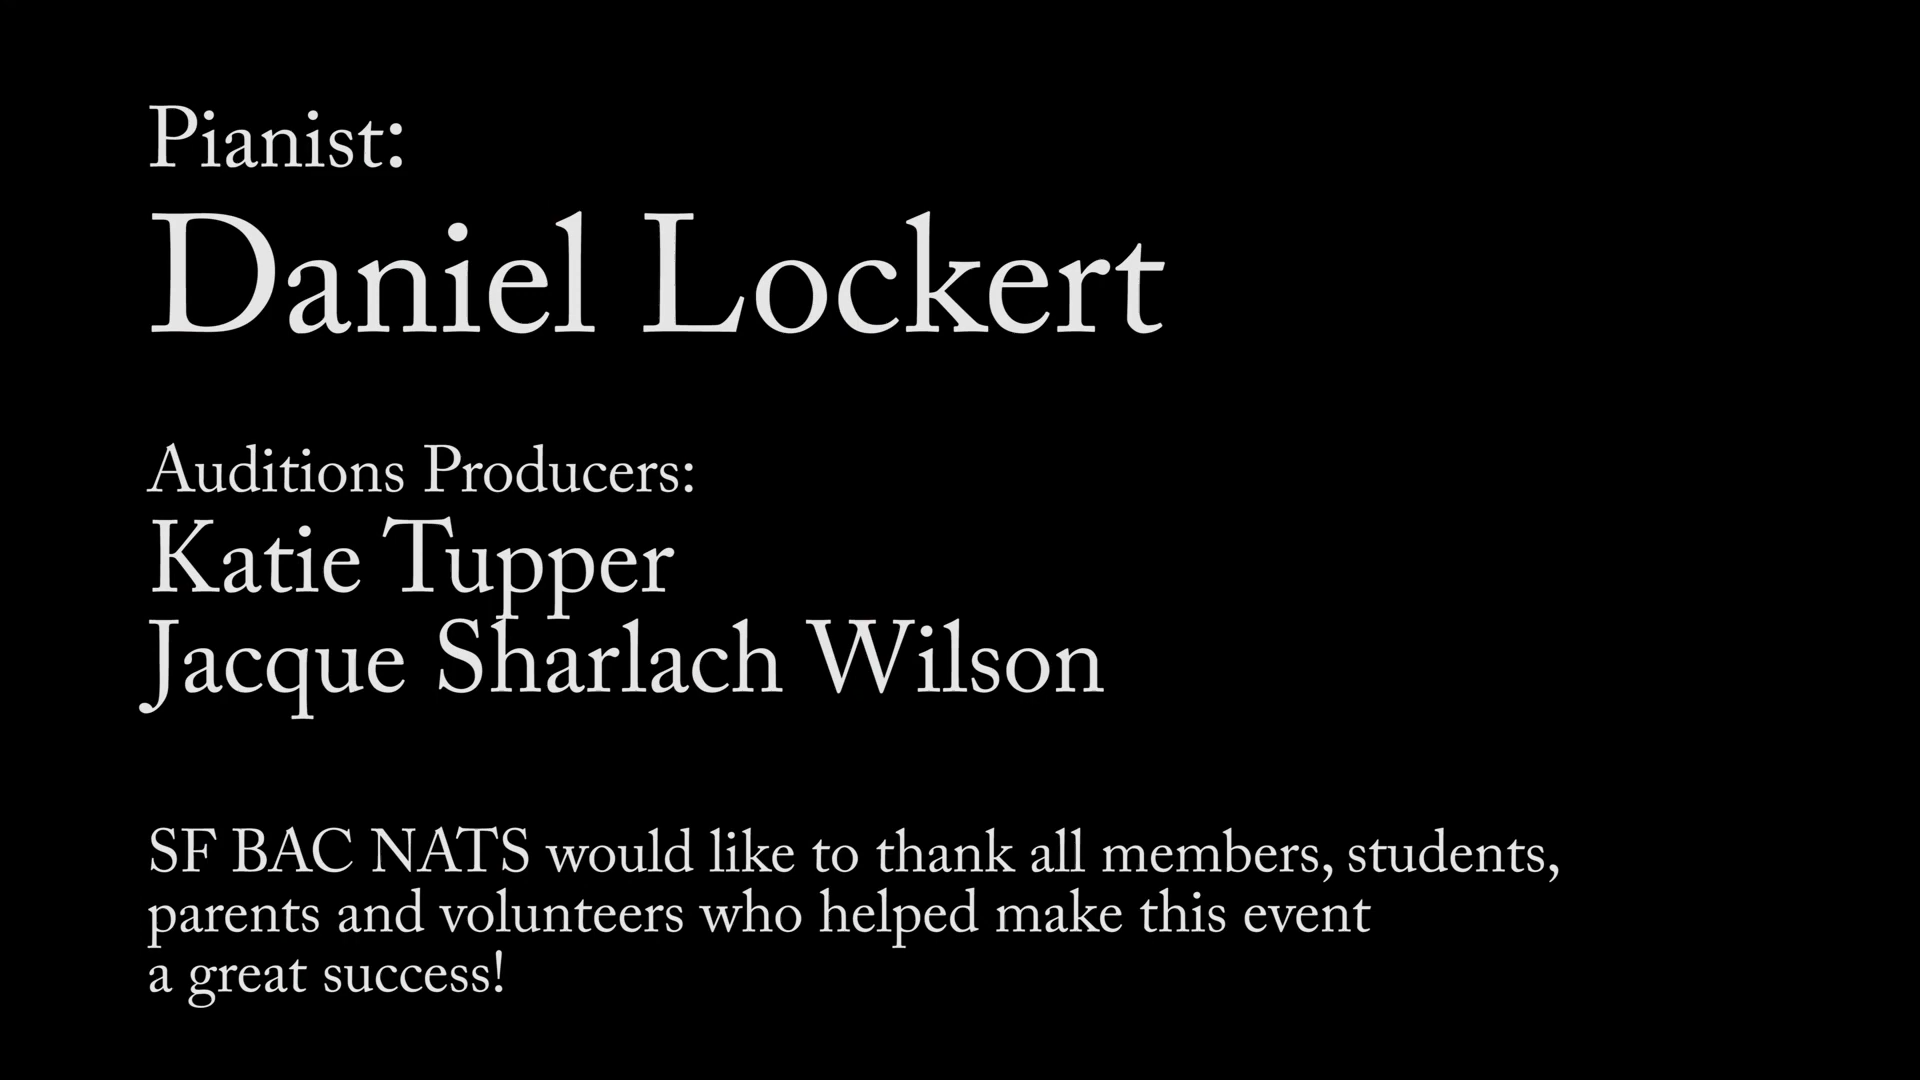 Pianist:
Daniel Lockert
Auditions Producers:
Katie Tupper
Jacque Sharlach Wilson
SF BAC NATS would like to thank all members, students,
parents and volunteers who helped make this event
a great success!